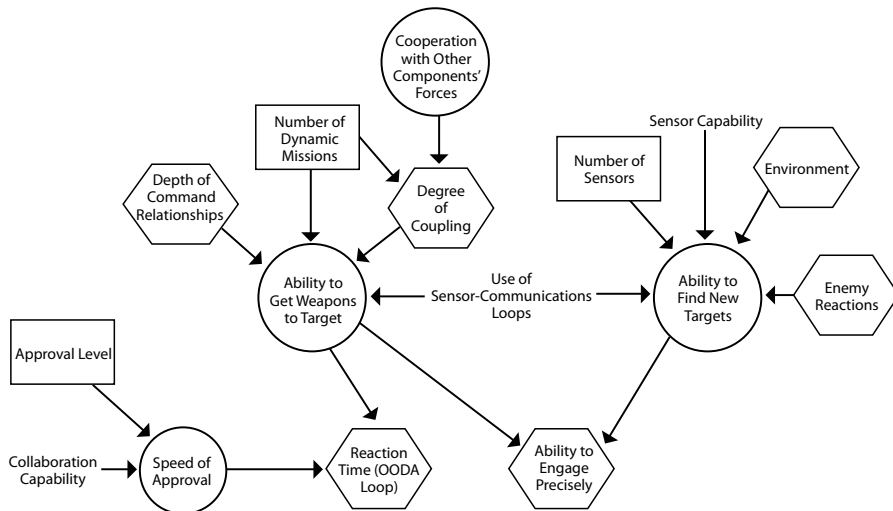 Cooperation
with Other
Components'
Forces
Number of
Dynamic
Missions
Sensor Capability
Number of
Sensors
Environment
Depth of
Command
Relationships
Degree
of
Coupling
Ability to
Get Weapons
to Target
Use of
Sensor-Communications
Loops
Ability to
Find New
Targets
Enemy
Reactions
Approval Level
Collaboration
Capability
Speed of
Approval
Reaction
Time (OODA
Loop)
Ability to
Engage
Precisely